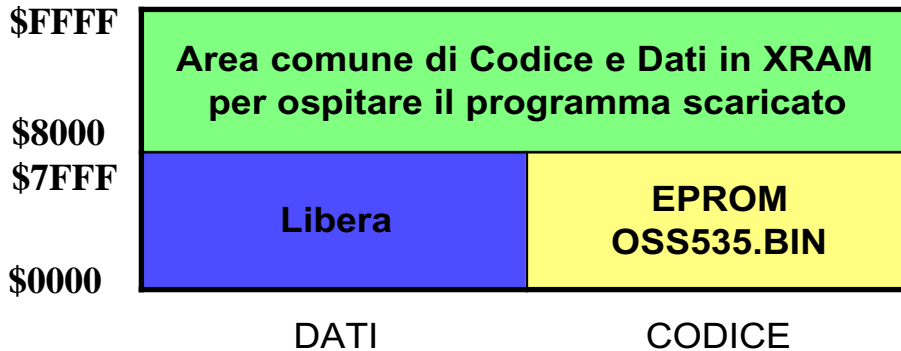 $FFFF
Area comune di Codice e Dati in XRAM
per ospitare il programma scaricato
$8000
$7FFF
Libera
EPROM
OSS535.BIN
$0000
DATI
CODICE